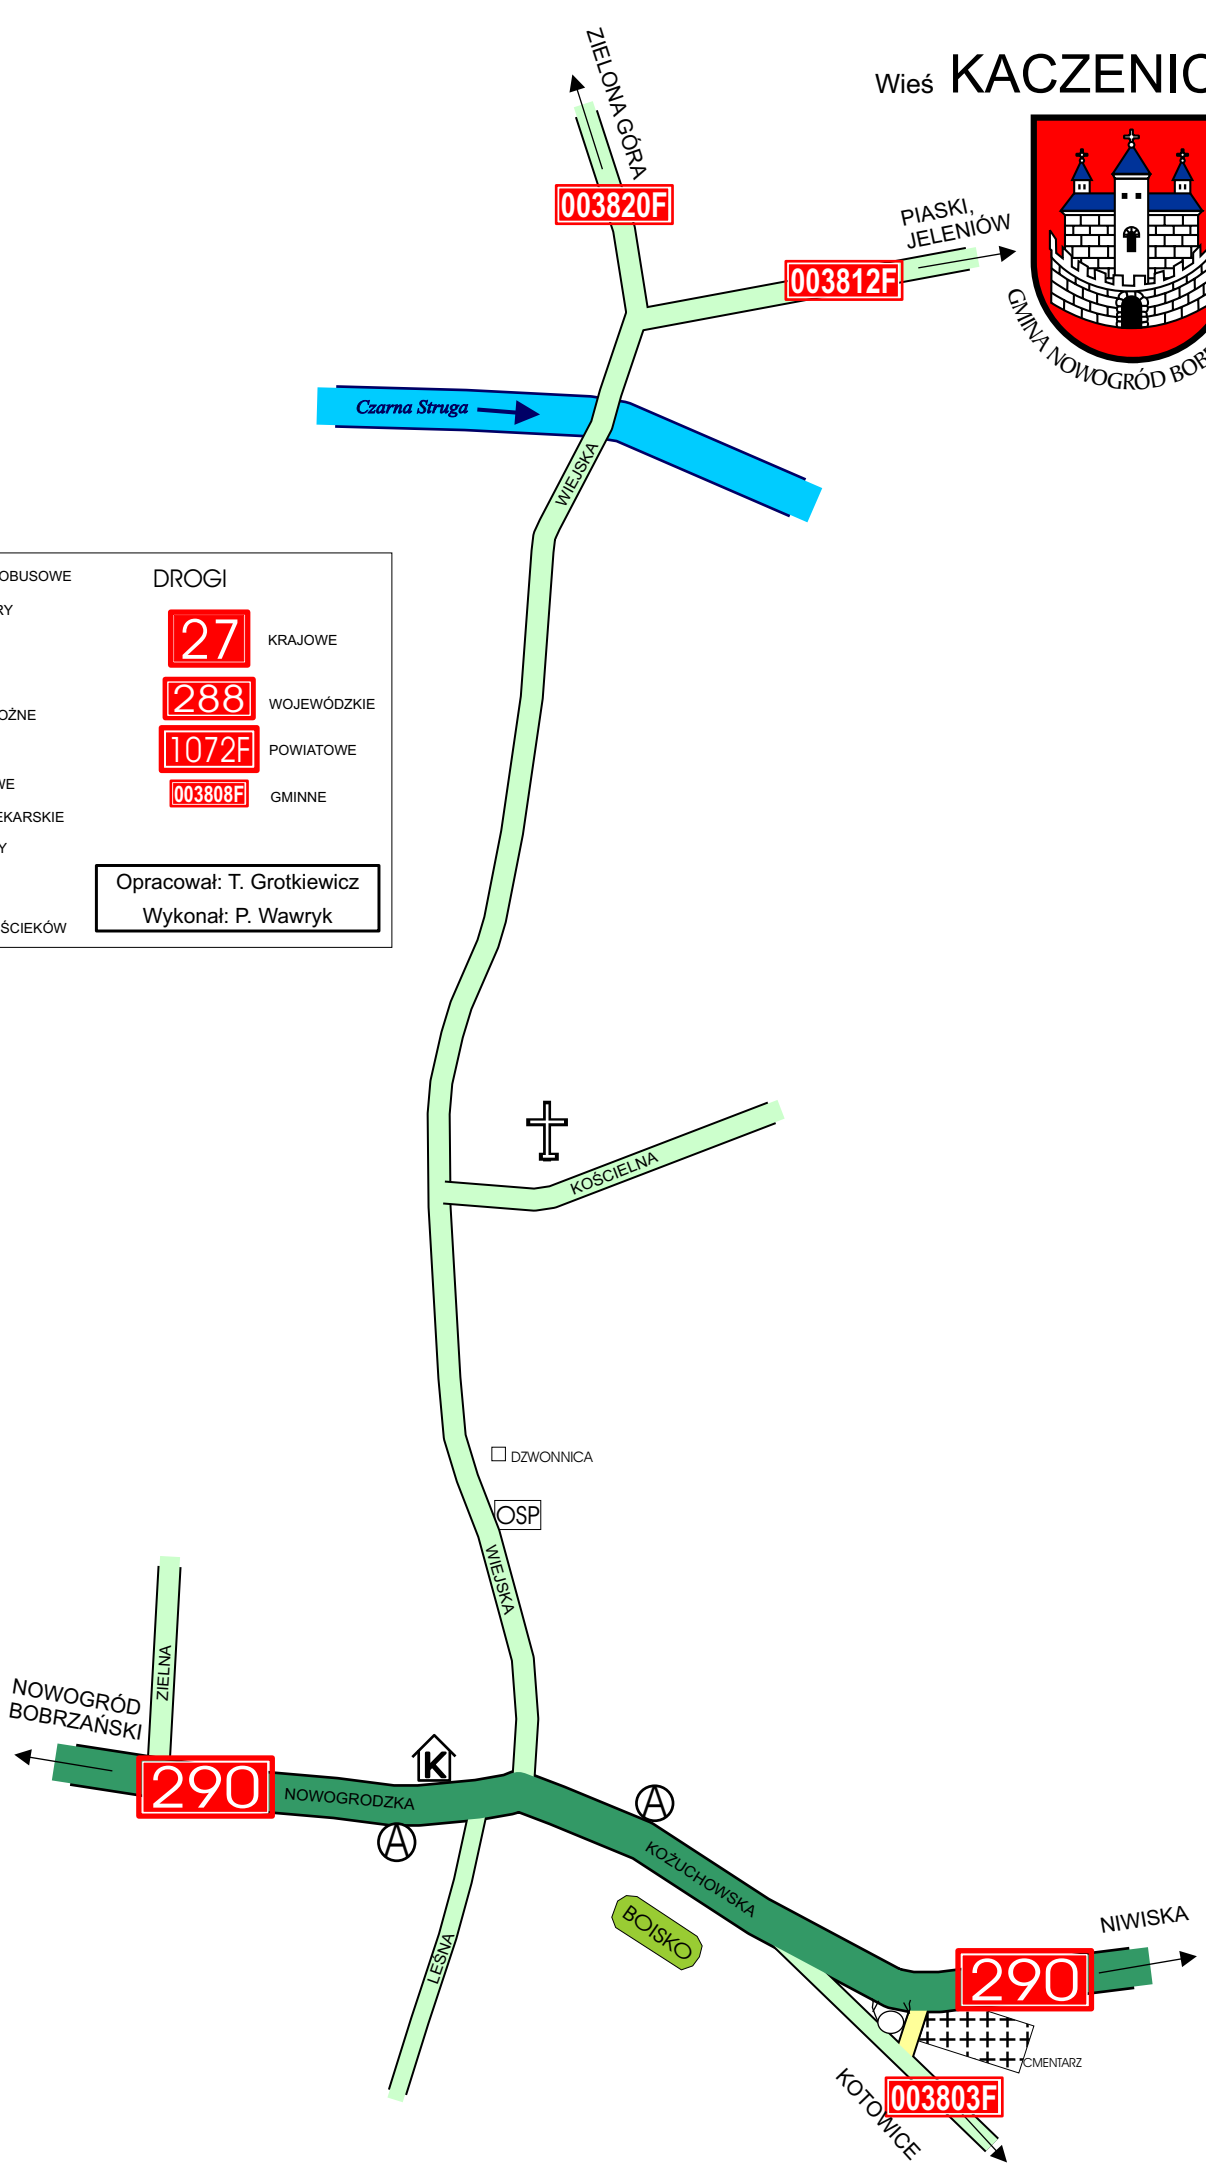 Wieś KACZENIC
ZIELONA GÓRA
003820F
PIASKI,
JELENIÓW
003812F
GMINA NOWOGRÓD BOB
Czarna Struga
WIEJSKA
OBUSOWE
RY
OŻNE
WE
EKARSKIE
Y
ŚCIEKÓW
DROGI
27 KRAJOWE
288 WOJEWÓDZKIE
1072F POWIATOWE
003808F GMINNE
Opracował: T. Grotkiewicz
Wykonał: P. Wawryk
KOŚCIELNA
DZWONNICA
OSP
WIEJSKA
ZIELNA
NOWOGRÓD
BOBRZAŃSKI
290
K
NOWOGRODZKA
A
A
KOŻUCHOWSKA
BOISKO
LEŚNA
NIWISKA
290
CMENTARZ
003803F
KOTOWICE